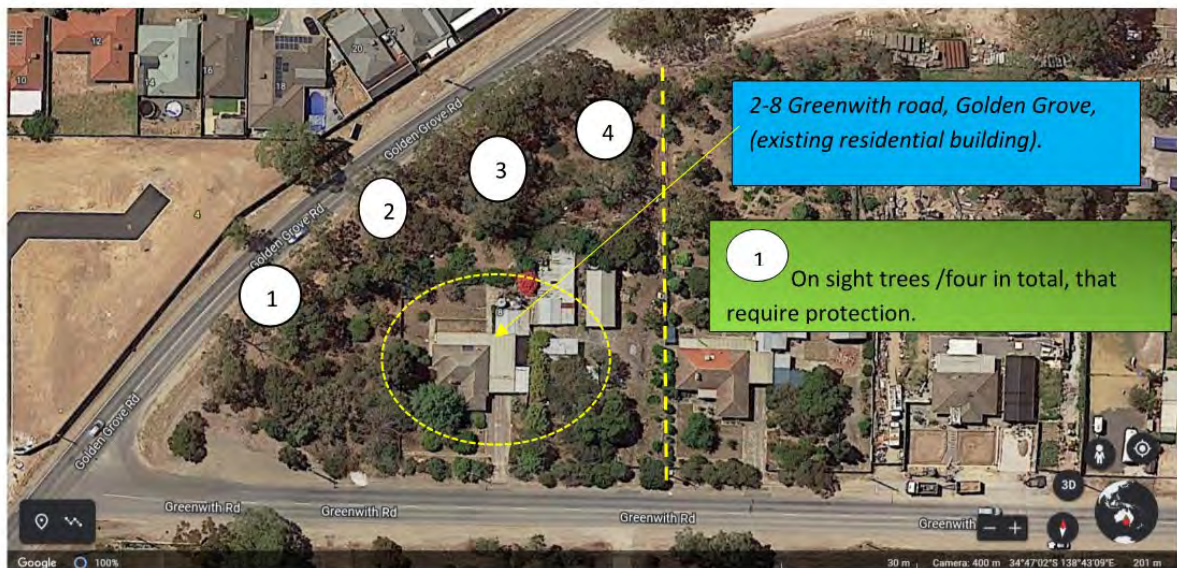 12
10
14
16
18
20
22
Golden Grove Rd
4
3
2
1
4
Golden Grove Rd
Golden Grove Rd
8
2-8 Greenwith road, Golden Grove,
(existing residential building).
1 On sight trees /four in total, that
require protection.
Greenwith Rd
Greenwith Rd
Greenwith Rd
Greenwith
3D
Google 100%
30 m Camera: 400 m 34°47'02"S 138°43'09"E 201 m